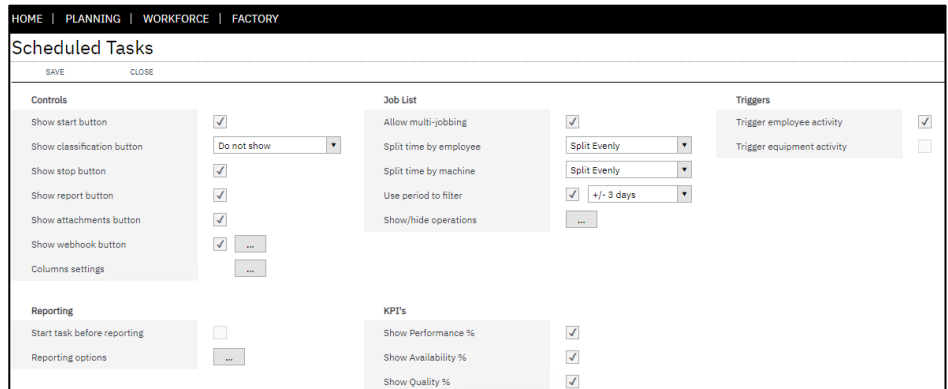 HOME | PLANNING | WORKFORCE | FACTORY
Scheduled Tasks
SAVE CLOSE
Controls
Show start button
Show classification button Do not show
Show stop button
Show report button
Show attachments button
Show webhook button ...
Columns settings ...
Job List
Allow multi-jobbing
Split time by employee Split Evenly
Split time by machine Split Evenly
Use period to filter +/- 3 days
Show/hide operations ...
Triggers
Trigger employee activity
Trigger equipment activity
Reporting
Start task before reporting
Reporting options ...
KPI's
Show Performance %
Show Availability %
Show Quality %